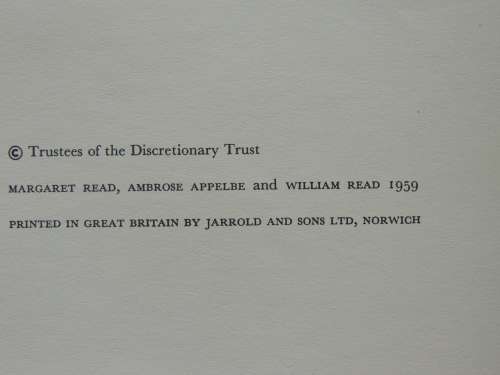 © Trustees of the Discretionary Trust
MARGARET READ, AMBROSE APPELBE and WILLIAM READ 1959
PRINTED IN GREAT BRITAIN BY JARROLD AND SONS LTD, NORWICH